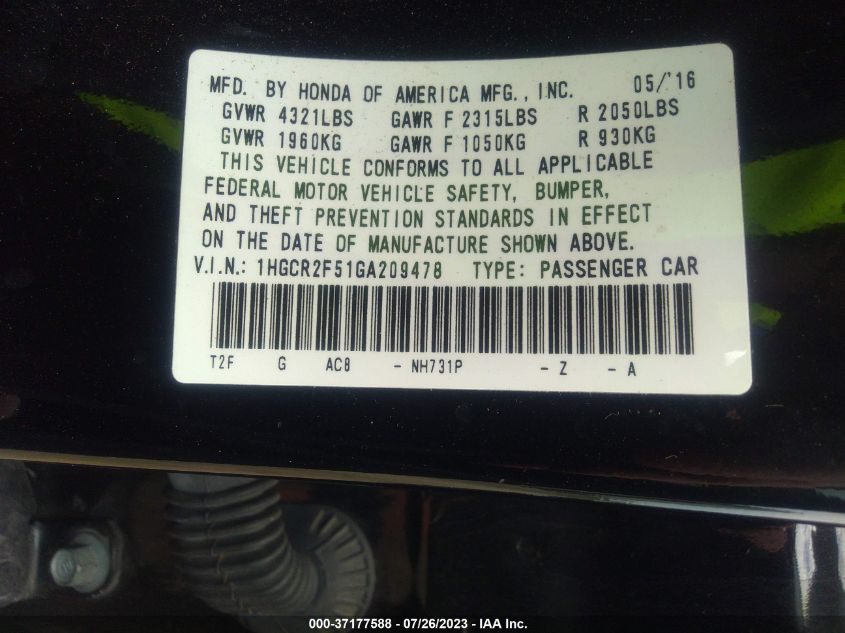 MFD. BY HONDA OF AMERICA MFG., INC. 05/'16
GVWR 4321LBS GAWR F 2315LBS R 2050LBS
GVWR 1960KG GAWR F 1050KG R 930KG
THIS VEHICLE CONFORMS TO ALL APPLICABLE
FEDERAL MOTOR VEHICLE SAFETY, BUMPER,
AND THEFT PREVENTION STANDARDS IN EFFECT
ON THE DATE OF MANUFACTURE SHOWN ABOVE.
V.I.N.: 1HGCR2F51GA209478 TYPE: PASSENGER CAR
T2F G AC8 - NH731P - Z - A
000-37177588 - 07/26/2023 - IAA Inc.